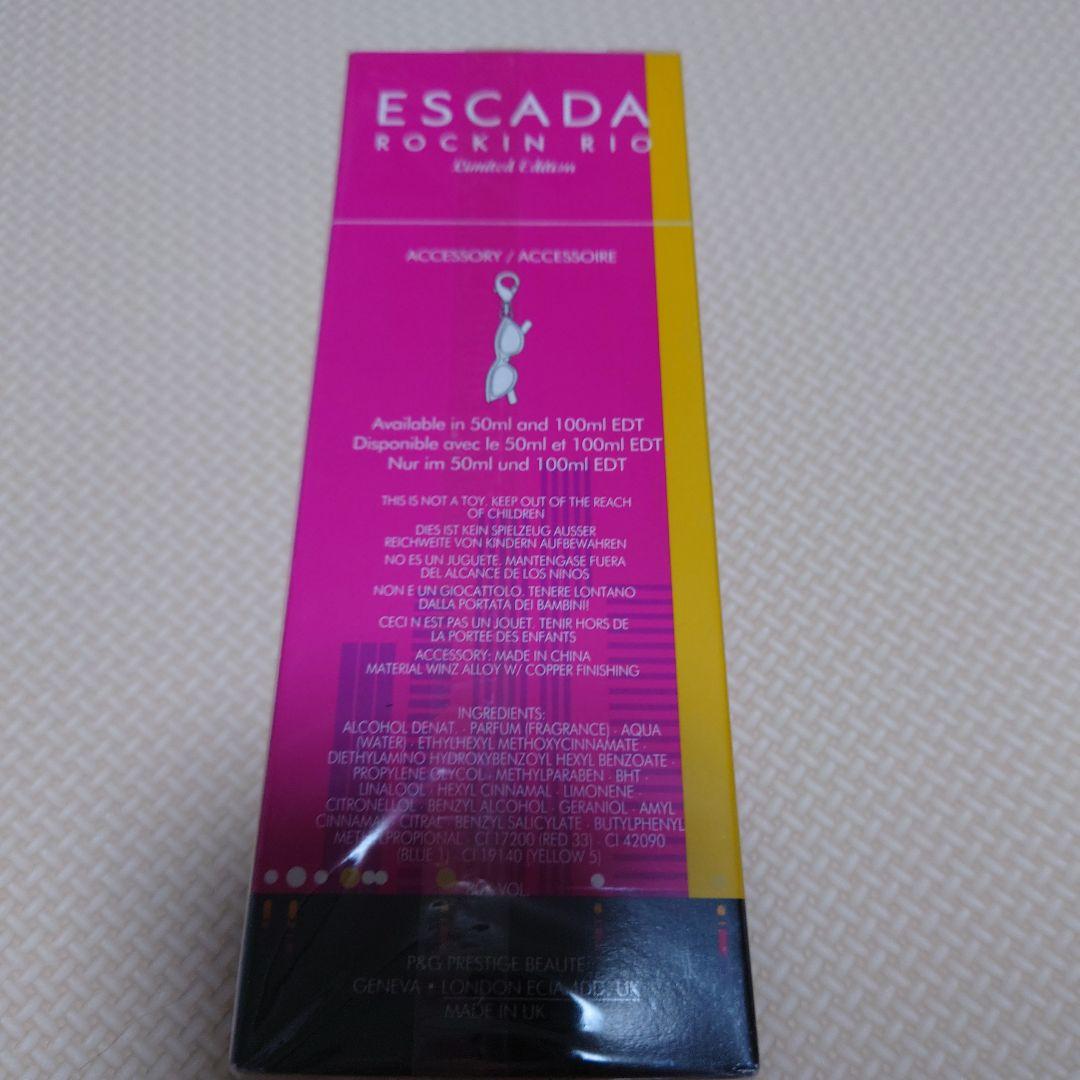 ESCADA
ROCKIN RIO
Limited Edition
ACCESSORY / ACCESSOIRE
Available in 50ml and 100ml EDT
Disponible avec le 50ml et 100ml EDT
Nur im 50ml und 100ml EDT
THIS IS NOT A TOY. KEEP OUT OF THE REACH
OF CHILDREN
DIES IST KEIN SPIELZEUG AUSSER
REICHWEITE VON KINDERN AUFBEWAHREN
NO ES UN JUGUETE. MANTENGASE FUERA
DEL ALCANCE DE LOS NINOS
NON E UN GIOCATTOLO. TENERE LONTANO
DALLA PORTATA DEI BAMBINI!
CECI N EST PAS UN JOUET. TENIR HORS DE
LA PORTEE DES ENFANTS
ACCESSORY: MADE IN CHINA
MATERIAL WINZ ALLOY W/ COPPER FINISHING
INGREDIENTS:
ALCOHOL DENAT. · PARFUM (FRAGRANCE) · AQUA
(WATER) · ETHYLHEXYL METHOXYCINNAMATE ·
DIETHYLAMINO HYDROXYBENZOYL HEXYL BENZOATE ·
PROPYLENE GLYCOL · METHYLPARABEN · BHT ·
LINALOOL · HEXYL CINNAMAL · LIMONENE ·
CITRONELLOL · BENZYL ALCOHOL · GERANIOL · AMYL
CINNAMAL · CITRAL · BENZYL SALICYLATE · BUTYLPHENYL
METHYLPROPIONAL · CI 17200 (RED 33) · CI 42090
(BLUE 1) · CI 19140 (YELLOW 5)
VOL.
P&G PRESTIGE BEAUTE
GENEVA • LONDON EC1A 4DD, UK
MADE IN UK